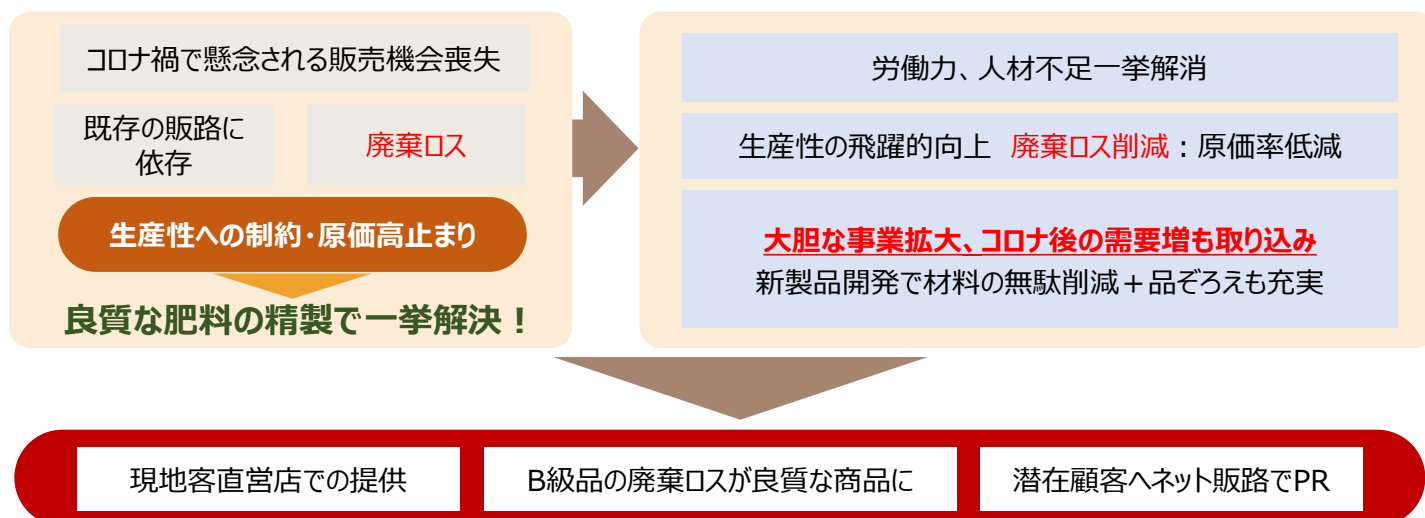 コロナ禍で懸念される販売機会喪失
既存の販路に
依存
廃棄ロス
生産性への制約・原価高止まり
良質な肥料の精製で一挙解決！
労働力、人材不足一挙解消
生産性の飛躍的向上 廃棄ロス削減：原価率低減
大胆な事業拡大、コロナ後の需要増も取り込み
新製品開発で材料の無駄削減＋品ぞろえも充実
現地客直営店での提供
B級品の廃棄ロスが良質な商品に
潜在顧客へネット販路でPR